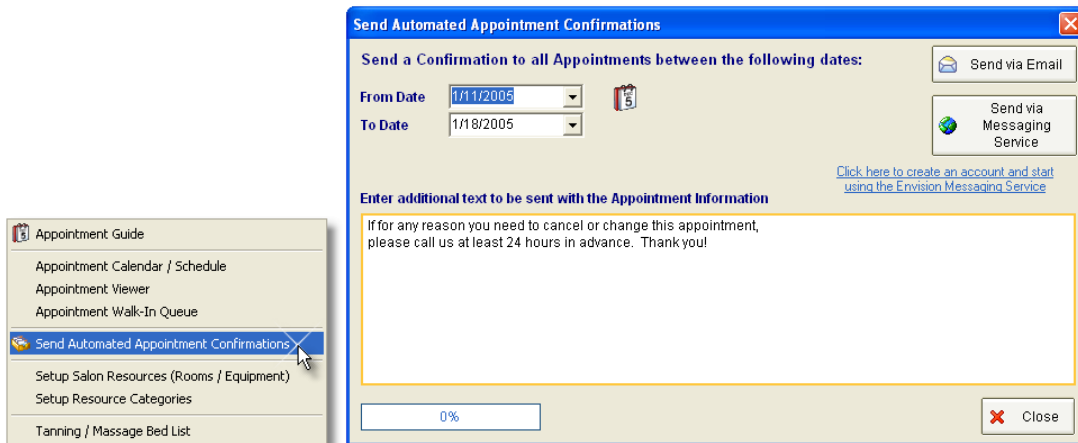 Send Automated Appointment Confirmations
Send a Confirmation to all Appointments between the following dates:
Send via Email
From Date
1/11/2005
5
To Date
1/18/2005
Send via
Messaging
Service
Click here to create an account and start
using the Envision Messaging Service
Enter additional text to be sent with the Appointment Information
If for any reason you need to cancel or change this appointment,
please call us at least 24 hours in advance.  Thank you!
0%
Close
Appointment Guide
Appointment Calendar / Schedule
Appointment Viewer
Appointment Walk-In Queue
Send Automated Appointment Confirmations
Setup Salon Resources (Rooms / Equipment)
Setup Resource Categories
Tanning / Massage Bed List